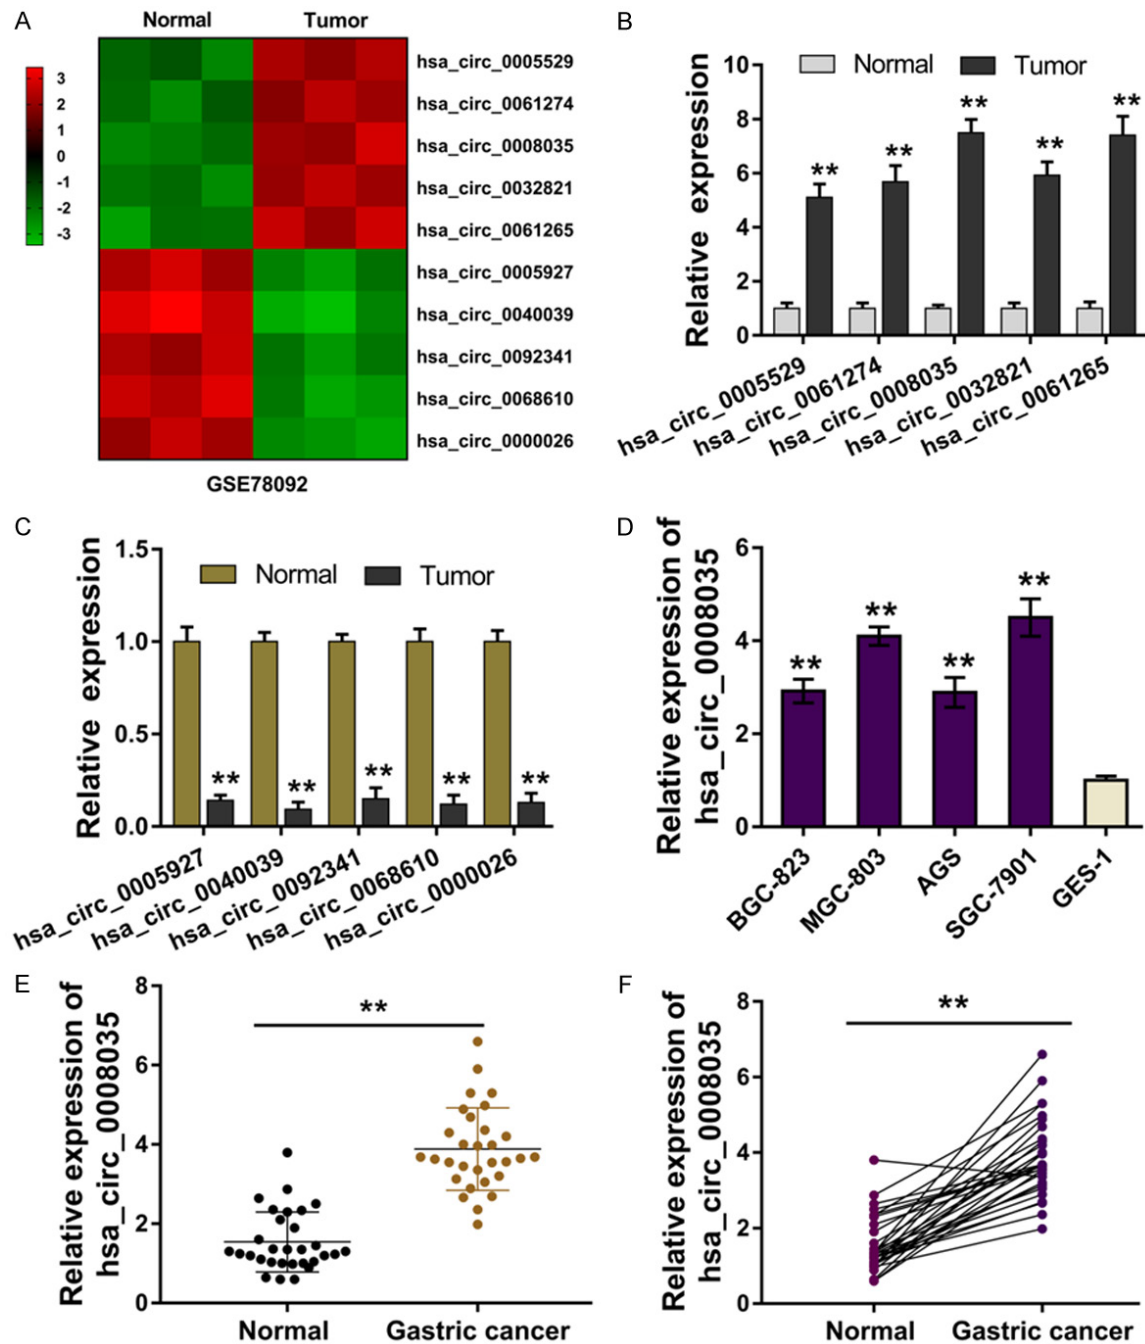 A
Normal Tumor
3
2
1
0
-1
-2
-3
hsa_circ_0005529
hsa_circ_0061274
hsa_circ_0008035
hsa_circ_0032821
hsa_circ_0061265
hsa_circ_0005927
hsa_circ_0040039
hsa_circ_0092341
hsa_circ_0068610
hsa_circ_0000026
GSE78092
B
Normal Tumor
Relative expression
10
8
6
4
2
0
** ** ** ** **
hsa_circ_0005529
hsa_circ_0061274
hsa_circ_0008035
hsa_circ_0032821
hsa_circ_0061265
C
Normal Tumor
Relative expression
1.5
1.0
0.5
0.0
** ** ** ** **
hsa_circ_0005927
hsa_circ_0040039
hsa_circ_0092341
hsa_circ_0068610
hsa_circ_0000026
D
Relative expression of
hsa_circ_0008035
6
4
2
0
** ** ** **
BGC-823
MGC-803
AGS
SGC-7901
GES-1
E
Relative expression of
hsa_circ_0008035
8
6
4
2
0
**
Normal Gastric cancer
F
Relative expression of
hsa_circ_0008035
8
6
4
2
0
**
Normal Gastric cancer